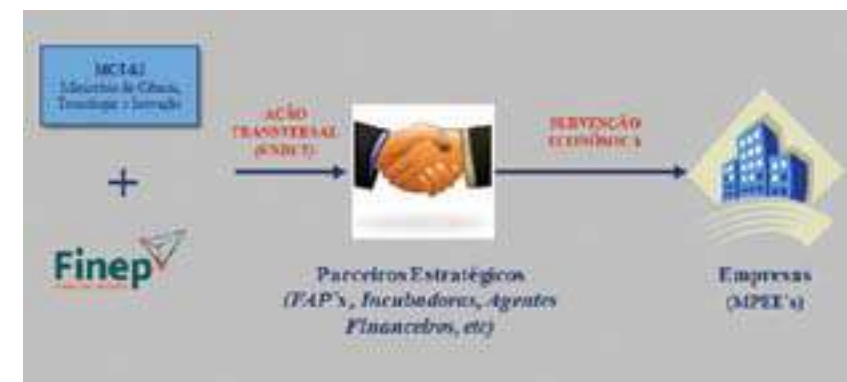 Ministério da Ciência,
Tecnologia e Inovação
AÇÃO
TRANSVERSAL
(FNDCT)
SUBVENÇÃO
ECONÔMICA
+
Finep
Parceiros Estratégicos
(FAP's, Incubadoras, Agentes
Financeiros, etc)
Empresas
(MPEE's)